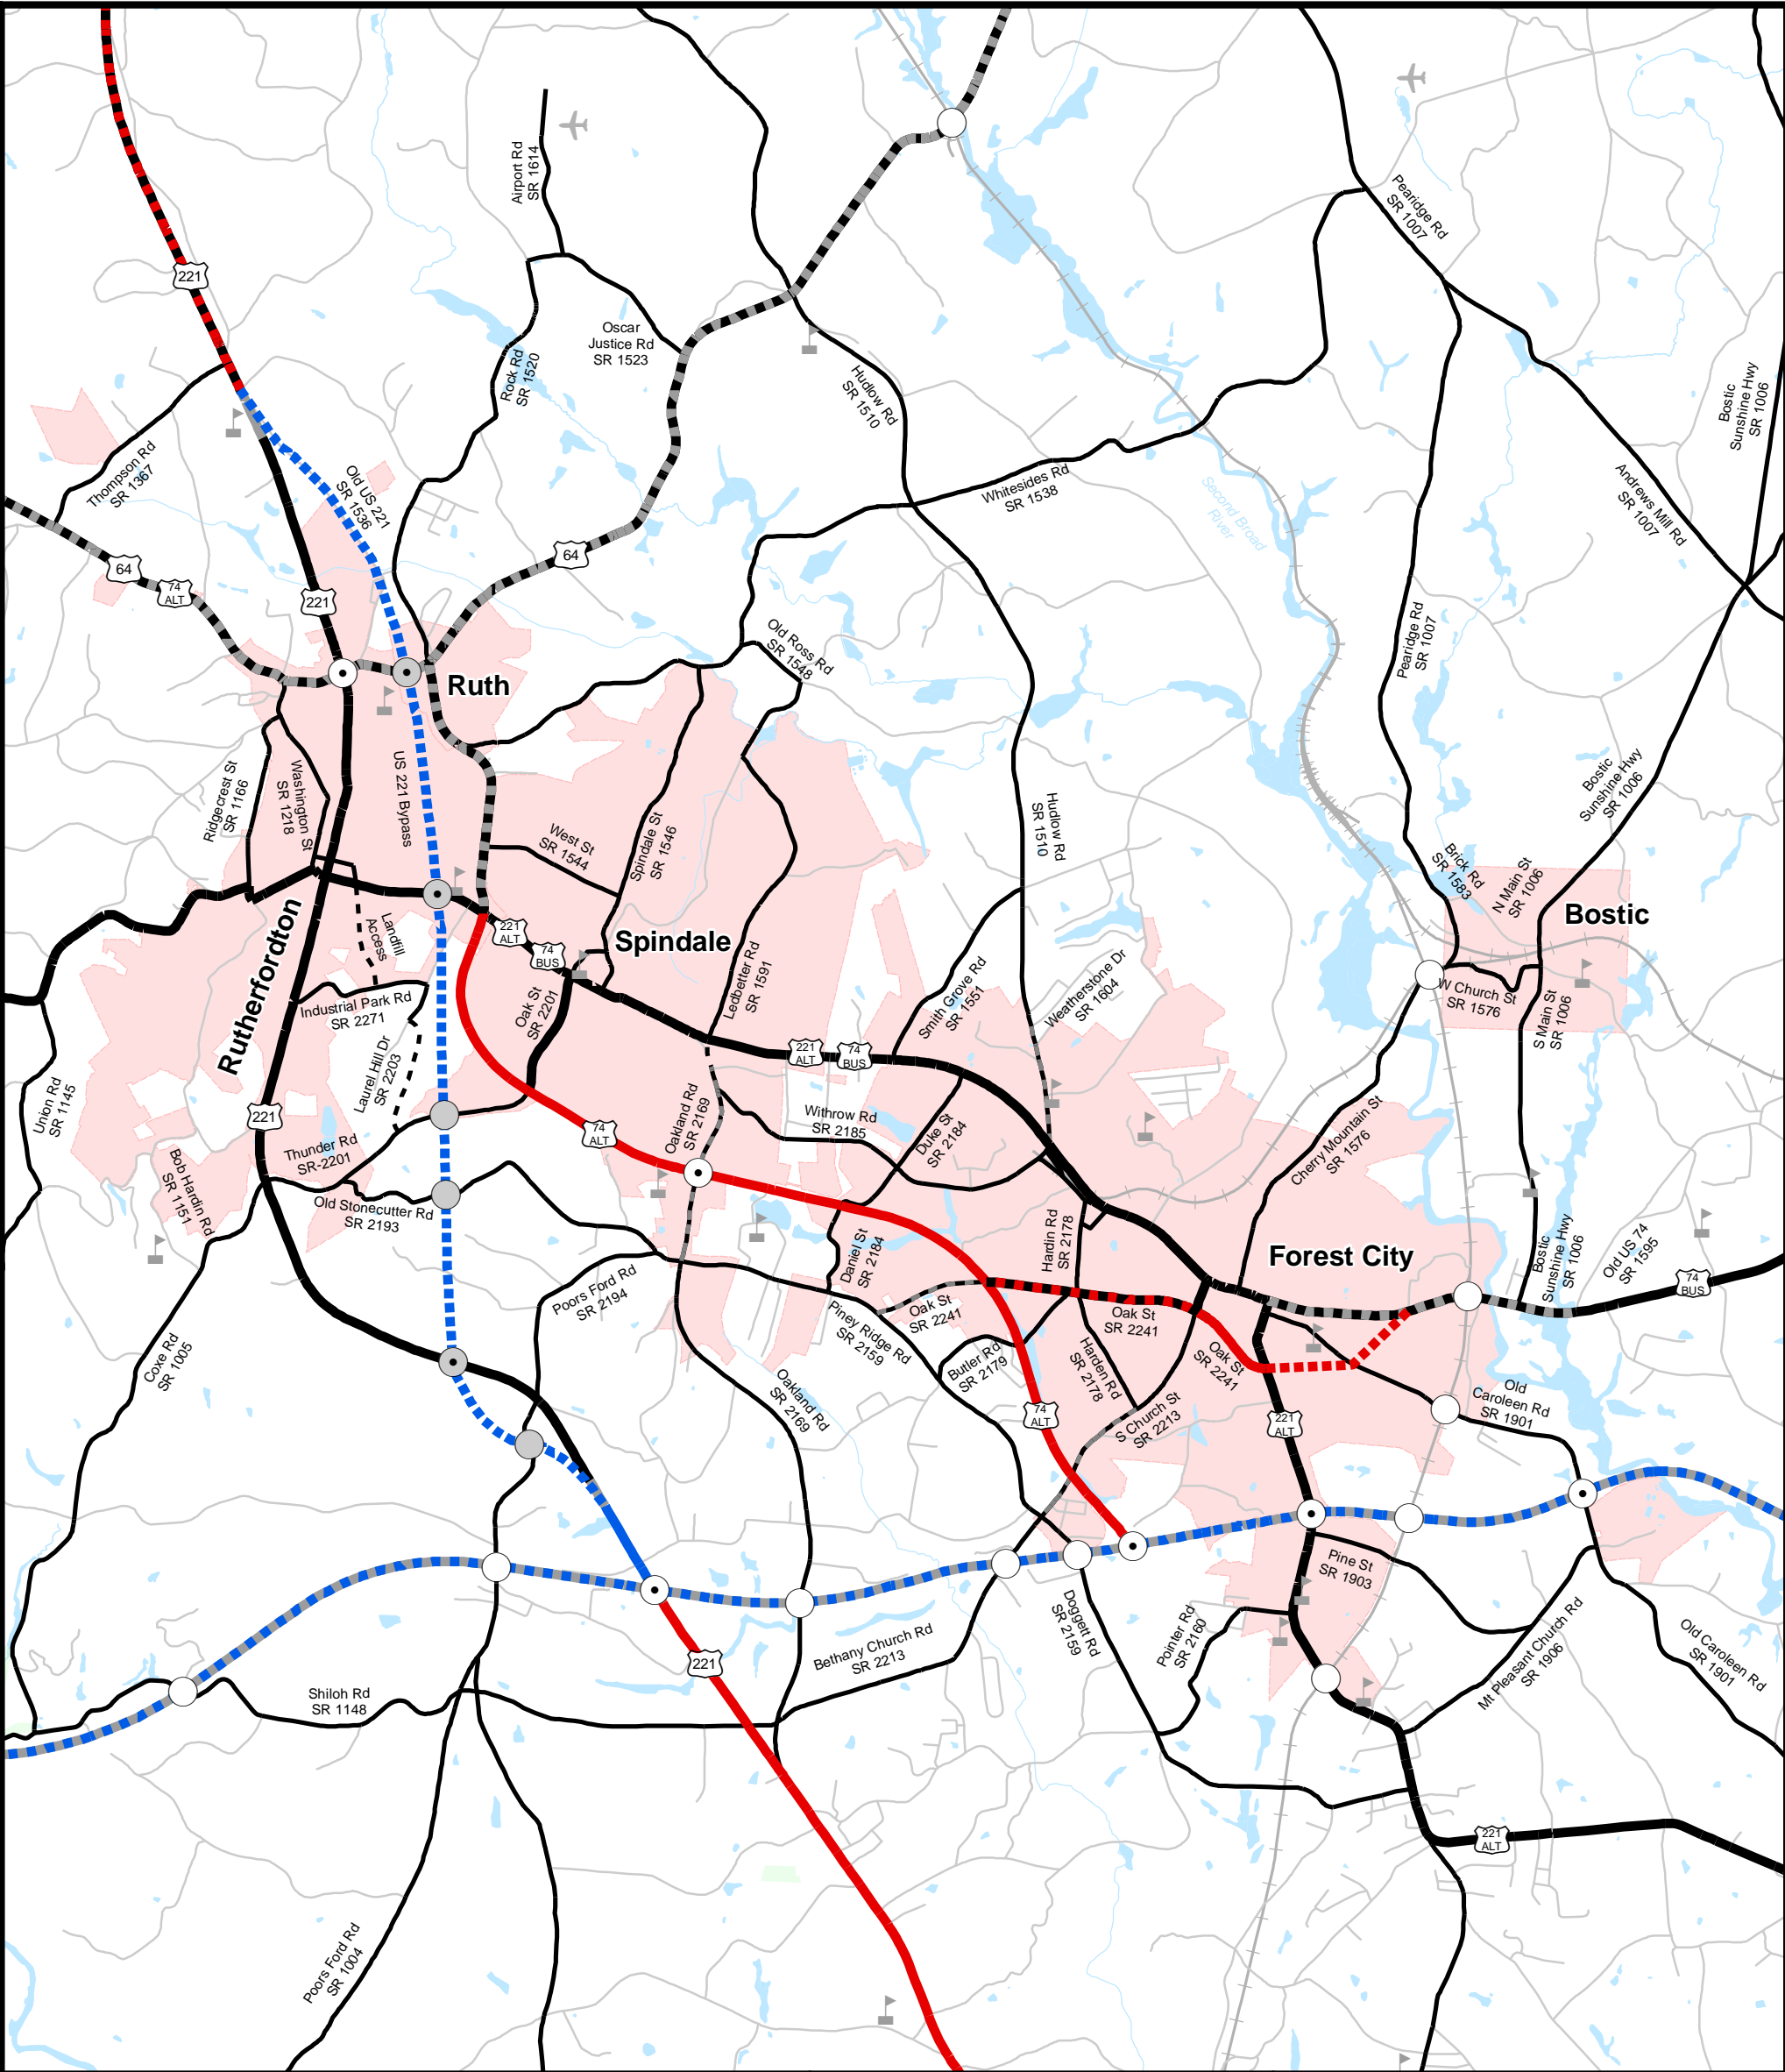 Airport Rd
SR 1614
Pearidge Rd
SR 1007
221
Oscar
Justice Rd
SR 1523
Rock Rd
SR 1520
Hudlow Rd
SR 1510
Bostic
Sunshine Hwy
SR 1006
Thompson Rd
SR 1367
Old US 221
SR 1536
Whitesides Rd
SR 1538
Second Broad
River
Andrews Mill Rd
SR 1007
64
64
74
ALT
221
Old Ross Rd
SR 1548
Pearidge Rd
SR 1007
Ruth
Ridgecrest St
SR 1166
Washington St
SR 1218
US 221 Bypass
West St
SR 1544
Spindale St
SR 1546
Hudlow Rd
SR 1510
Bostic
Sunshine Hwy
SR 1006
Brick Rd
SR 1583
N Main St
SR 1006
Bostic
Rutherfordton
Landfill
Access
221
ALT
74
BUS
Spindale
Ledbetter Rd
SR 1591
Smith Grove Rd
SR 1551
Weatherstone Dr
SR 1604
W Church St
SR 1576
S Main St
SR 1006
Industrial Park Rd
SR 2271
Oak St
SR 2201
Laurel Hill Dr
SR 2203
Union Rd
SR 1145
221
221
ALT
74
BUS
74
ALT
Oakland Rd
SR 2169
Withrow Rd
SR 2185
Duke St
SR 2184
Cherry Mountain St
SR 1576
Thunder Rd
SR-2201
Bob Hardin Rd
SR 1151
Old Stonecutter Rd
SR 2193
Daniel St
SR 2184
Hardin Rd
SR 2178
Forest City
Bostic
Sunshine Hwy
SR 1006
Old US 74
SR 1595
74
BUS
Poors Ford Rd
SR 2194
Piney Ridge Rd
SR 2159
Oak St
SR 2241
Oak St
SR 2241
Oak St
SR 2241
Coxe Rd
SR 1005
Butler Rd
SR 2179
Harden Rd
SR 2178
Oakland Rd
SR 2169
74
ALT
S Church St
SR 2213
221
ALT
Old
Caroleen Rd
SR 1901
Pine St
SR 1903
221
Bethany Church Rd
SR 2213
Doggett Rd
SR 2159
Pointer Rd
SR 2160
Mt Pleasant Church Rd
SR 1906
Old Caroleen Rd
SR 1901
Shiloh Rd
SR 1148
221
ALT
Poors Ford Rd
SR 1004